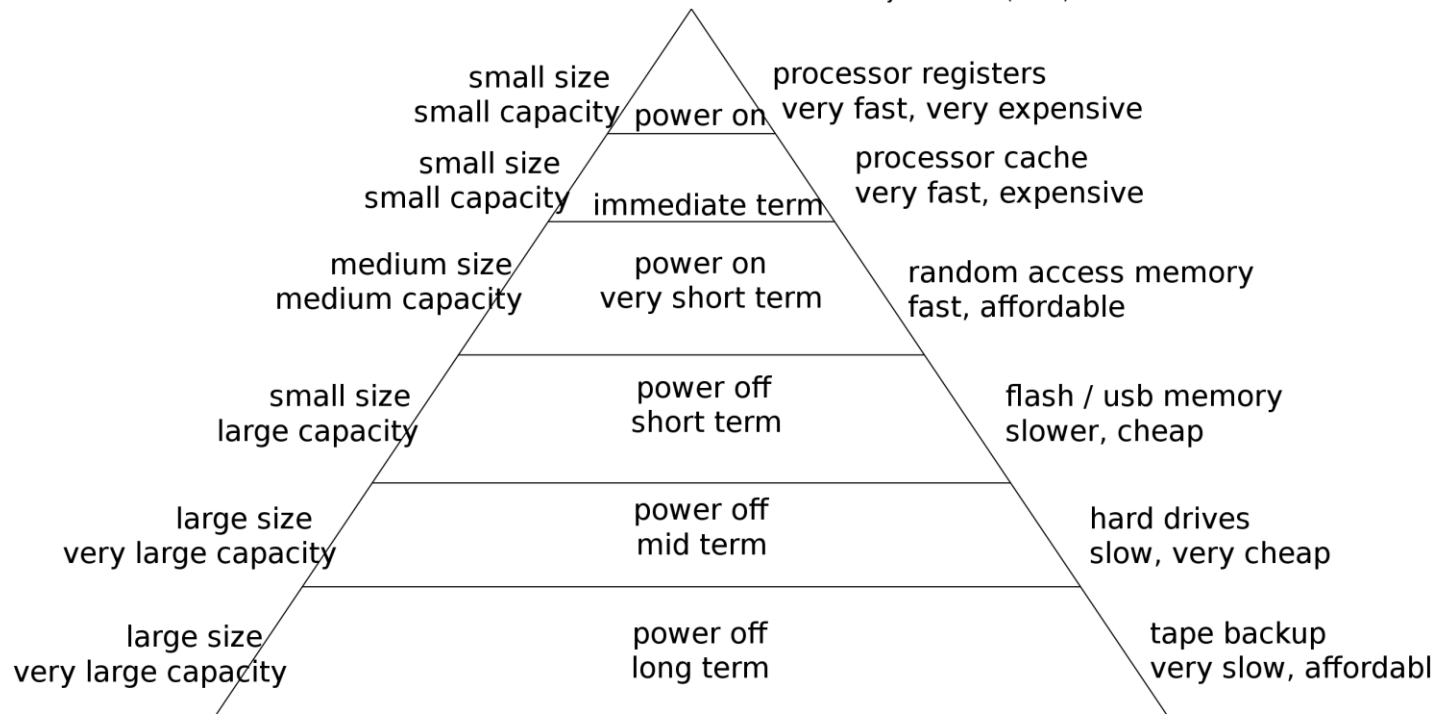 small size
small capacity
power on
processor registers
very fast, very expensive
small size
small capacity
immediate term
processor cache
very fast, expensive
medium size
medium capacity
power on
very short term
random access memory
fast, affordable
small size
large capacity
power off
short term
flash / usb memory
slower, cheap
large size
very large capacity
power off
mid term
hard drives
slow, very cheap
large size
very large capacity
power off
long term
tape backup
very slow, affordabl